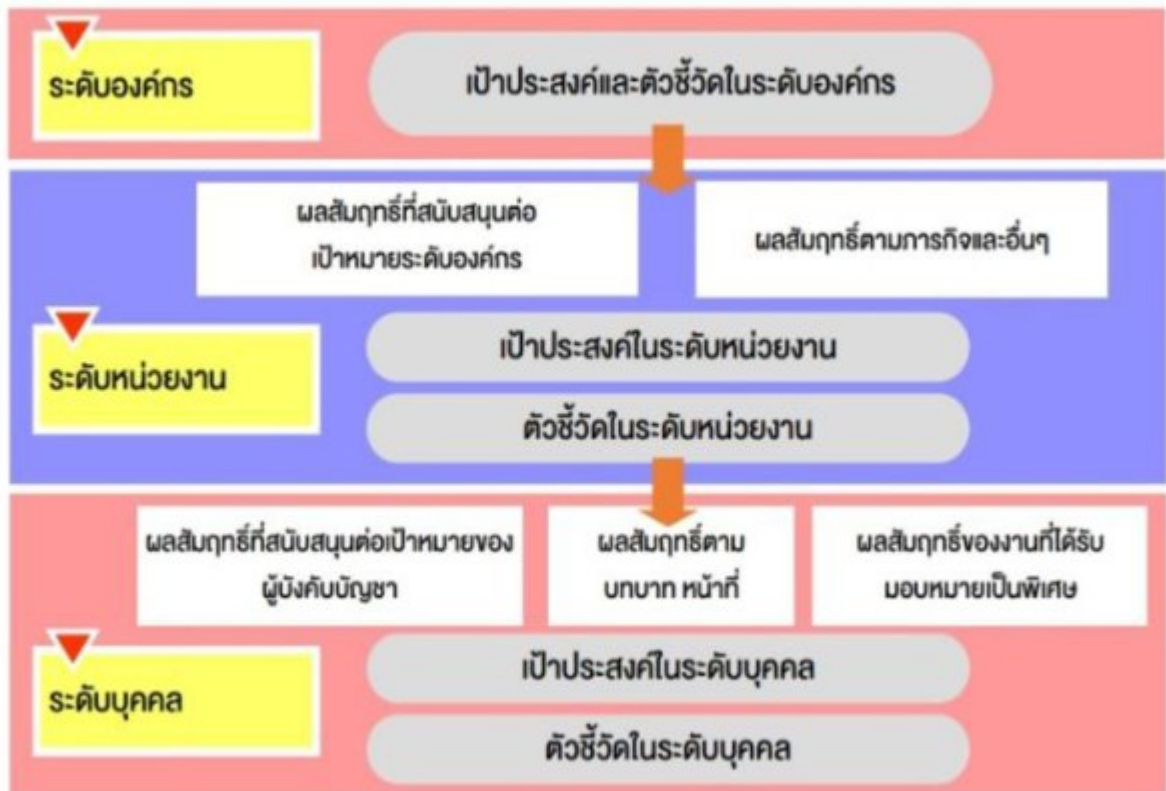 ระดับองค์กร
เป้าประสงค์และตัวชี้วัดในระดับองค์กร
ผลสัมฤทธิ์ที่สนับสนุนต่อ
เป้าหมายระดับองค์กร
ผลสัมฤทธิ์ตามภารกิจและอื่นๆ
ระดับหน่วยงาน
เป้าประสงค์ในระดับหน่วยงาน
ตัวชี้วัดในระดับหน่วยงาน
ผลสัมฤทธิ์ที่สนับสนุนต่อเป้าหมายของ
ผู้บังคับบัญชา
ผลสัมฤทธิ์ตาม
บทบาท หน้าที่
ผลสัมฤทธิ์ของงานที่ได้รับ
มอบหมายเป็นพิเศษ
ระดับบุคคล
เป้าประสงค์ในระดับบุคคล
ตัวชี้วัดในระดับบุคคล